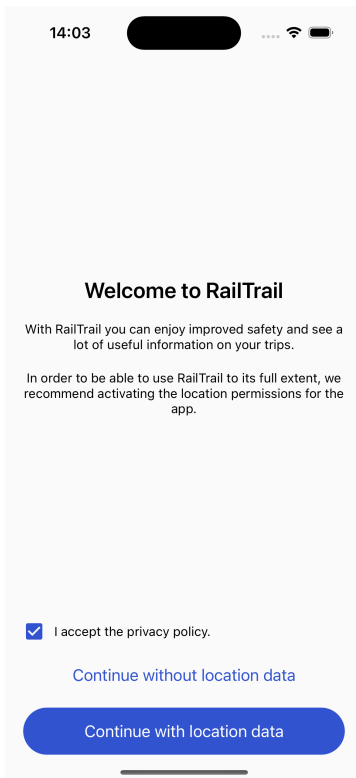 14:03
Welcome to RailTrail
With RailTrail you can enjoy improved safety and see a
lot of useful information on your trips.
In order to be able to use RailTrail to its full extent, we
recommend activating the location permissions for the
app.
I accept the privacy policy.
Continue without location data
Continue with location data